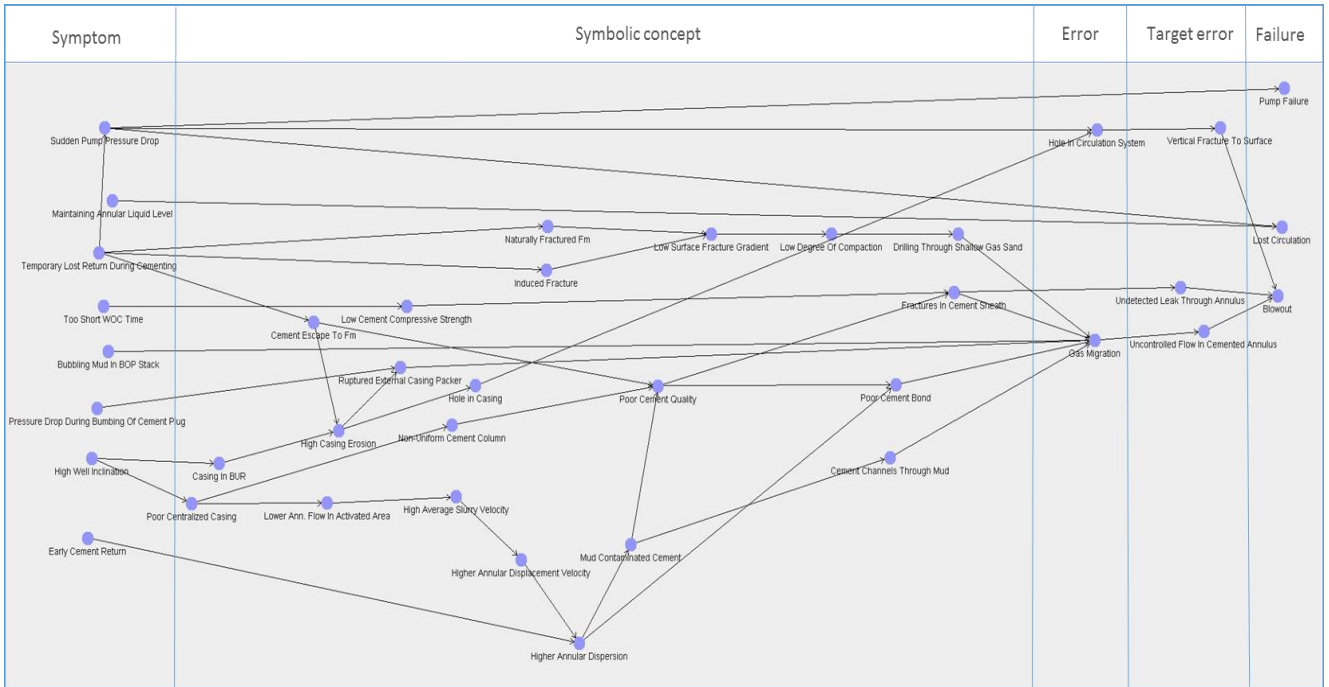 Symptom
Symbolic concept
Error
Target error
Failure
Pump Failure
Sudden Pump Pressure Drop
Hole In Circulation System
Vertical Fracture To Surface
Maintaining Annular Liquid Level
Naturally Fractured Fm
Low Surface Fracture Gradient
Low Degree Of Compaction
Drilling Through Shallow Gas Sand
Lost Circulation
Temporary Lost Return During Cementing
Induced Fracture
Too Short WOC Time
Low Cement Compressive Strength
Fractures In Cement Sheath
Undetected Leak Through Annulus
Blowout
Cement Escape To Fm
Uncontrolled Flow In Cemented Annulus
Bubbling Mud In BOP Stack
Gas Migration
Ruptured External Casing Packer
Hole in Casing
Poor Cement Quality
Poor Cement Bond
Pressure Drop During Bumbing Of Cement Plug
High Casing Erosion
Non-Uniform Cement Column
High Well Inclination
Casing In BUR
Cement Channels Through Mud
Poor Centralized Casing
Lower Ann. Flow In Activated Area
High Average Slurry Velocity
Early Cement Return
Mud Contaminated Cement
Higher Annular Displacement Velocity
Higher Annular Dispersion